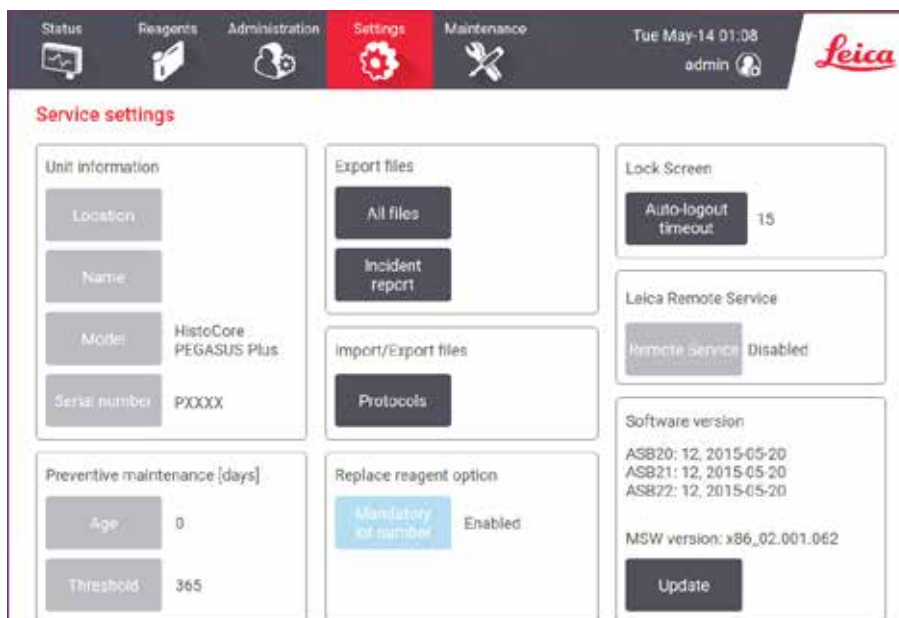 Status
Reagents
Administration
Settings
Maintenance
Tue May-14 01:08
admin
Leica
Service settings
Unit information
Location
Name
Model
HistoCore
PEGASUS Plus
Serial number
PXXXX
Preventive maintenance [days]
Age
0
Threshold
365
Export files
All files
Incident
report
Import/Export files
Protocols
Replace reagent option
Mandatory
lot number
Enabled
Lock Screen
Auto-logout
timeout
15
Leica Remote Service
Remote Service
Disabled
Software version
ASB20: 12, 2015-05-20
ASB21: 12, 2015-05-20
ASB22: 12, 2015-05-20
MSW version: x86_02.001.062
Update